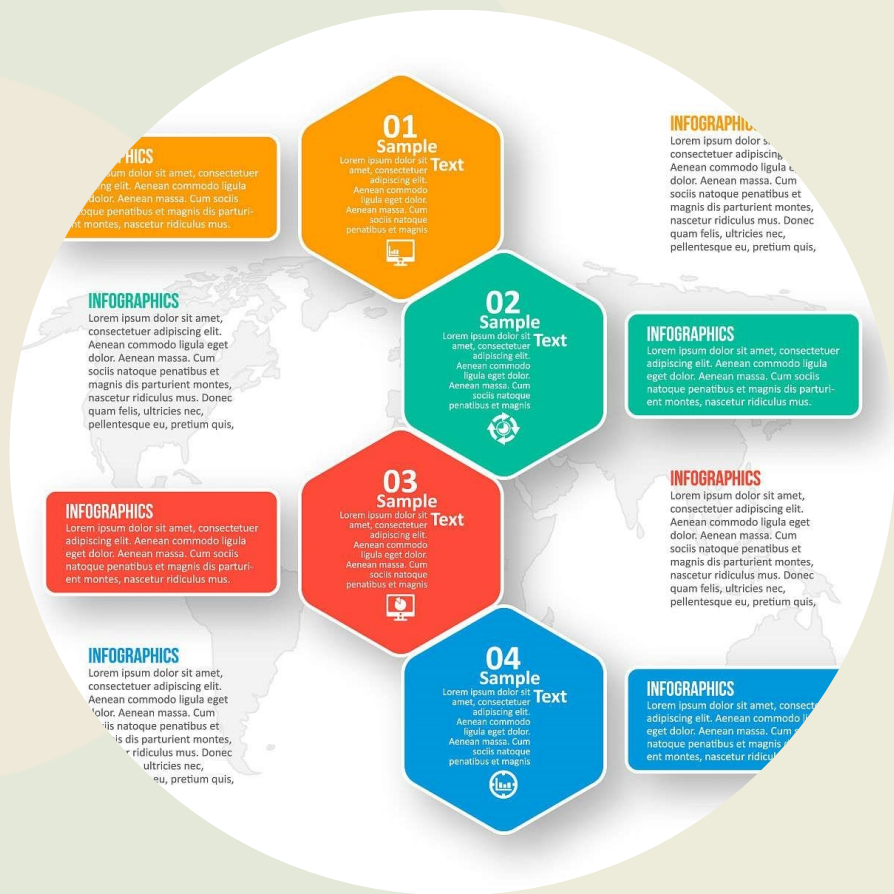 01
Sample
Text
Lorem ipsum dolor sit
amet, consectetuer
adipiscing elit.
Aenean commodo
ligula eget dolor.
Aenean massa. Cum
sociis natoque
penatibus et magnis
sit amet, consectetuer
elit. Aenean commodo ligula
Aenean massa. Cum sociis
penatibus et magnis dis parturi-
montes, nascetur ridiculus mus.
Lorem ipsum dolor
consectetuer adipiscing
Aenean commodo ligula
dolor. Aenean massa. Cum
sociis natoque penatibus et
magnis dis parturient montes,
nascetur ridiculus mus. Donec
quam felis, ultricies nec,
pellentesque eu, pretium quis,
INFOGRAPHICS
Lorem ipsum dolor sit amet,
consectetuer adipiscing elit.
Aenean commodo ligula eget
dolor. Aenean massa. Cum
sociis natoque penatibus et
magnis dis parturient montes,
nascetur ridiculus mus. Donec
quam felis, ultricies nec,
pellentesque eu, pretium quis,
02
Sample
Text
Lorem ipsum dolor sit
amet, consectetuer
adipiscing elit.
Aenean commodo
ligula eget dolor.
Aenean massa. Cum
sociis natoque
penatibus et magnis
INFOGRAPHICS
Lorem ipsum dolor sit amet, consectetuer
adipiscing elit. Aenean commodo ligula
eget dolor. Aenean massa. Cum sociis
natoque penatibus et magnis dis parturi-
ent montes, nascetur ridiculus mus.
INFOGRAPHICS
Lorem ipsum dolor sit amet, consectetuer
adipiscing elit. Aenean commodo ligula
eget dolor. Aenean massa. Cum sociis
natoque penatibus et magnis dis parturi-
ent montes, nascetur ridiculus mus.
03
Sample
Text
Lorem ipsum dolor sit
amet, consectetuer
adipiscing elit.
Aenean commodo
ligula eget dolor.
Aenean massa. Cum
sociis natoque
penatibus et magnis
INFOGRAPHICS
Lorem ipsum dolor sit amet,
consectetuer adipiscing elit.
Aenean commodo ligula eget
dolor. Aenean massa. Cum
sociis natoque penatibus et
magnis dis parturient montes,
nascetur ridiculus mus. Donec
quam felis, ultricies nec,
pellentesque eu, pretium quis,
INFOGRAPHICS
Lorem ipsum dolor sit amet,
consectetuer adipiscing elit.
Aenean commodo ligula eget
dolor. Aenean massa. Cum
natoque penatibus et
dis parturient montes,
ridiculus mus. Donec
ultricies nec,
eu, pretium quis,
04
Sample
Text
Lorem ipsum dolor sit
amet, consectetuer
adipiscing elit.
Aenean commodo
ligula eget dolor.
Aenean massa. Cum
sociis natoque
penatibus et magnis
INFOGRAPHICS
Lorem ipsum dolor sit amet,
adipiscing elit. Aenean commodo
eget dolor. Aenean massa. Cum
natoque penatibus et magnis
ent montes, nascetur